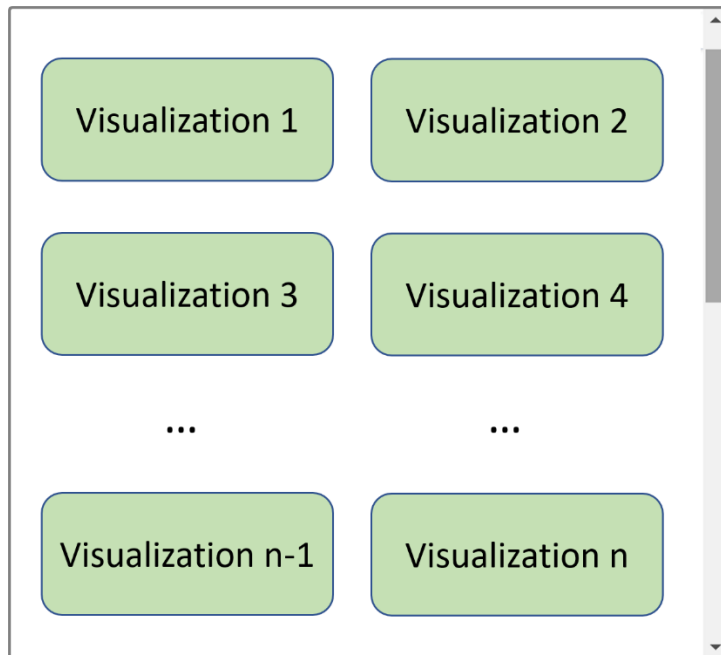 Visualization 1
Visualization 2
Visualization 3
Visualization 4
...
...
Visualization n-1
Visualization n